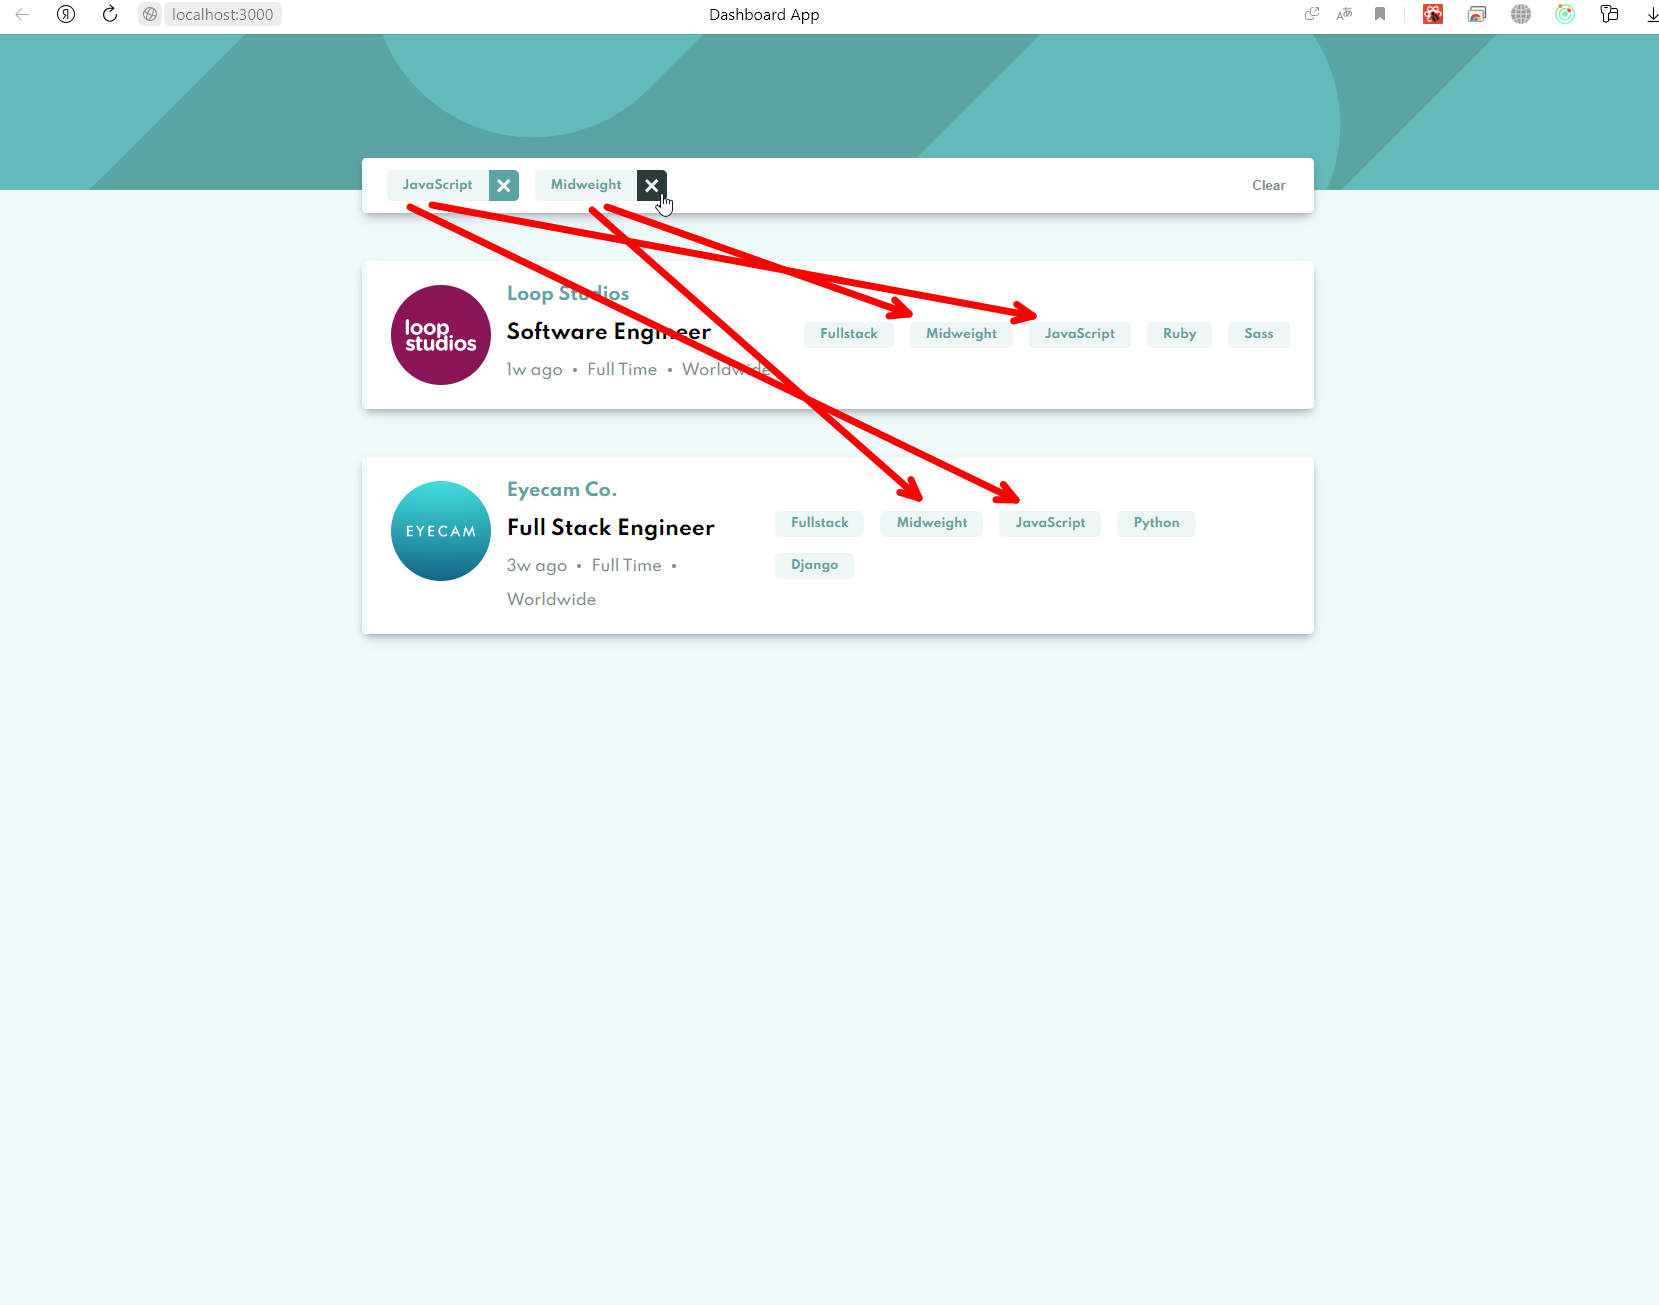 localhost:3000
Dashboard App
JavaScript
Midweight
Clear
loop studios
Loop Studios
Software Engineer
1w ago • Full Time • Worldwide
Fullstack
Midweight
JavaScript
Ruby
Sass
EYECAM
Eyecam Co.
Full Stack Engineer
3w ago • Full Time •
Worldwide
Fullstack
Midweight
JavaScript
Python
Django